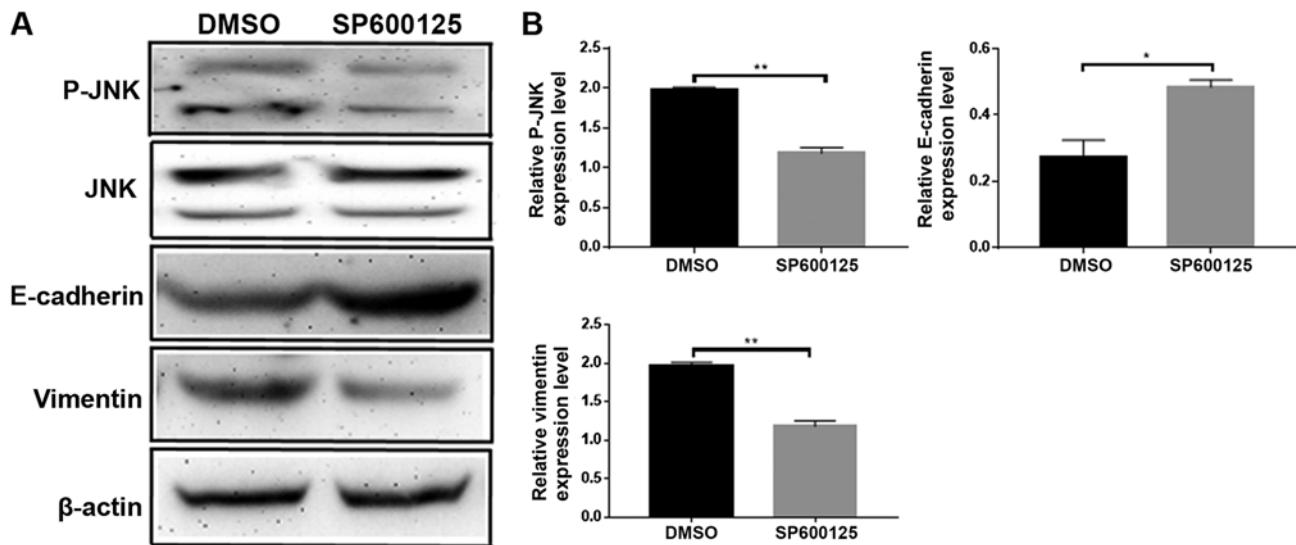 A
DMSO SP600125
P-JNK
JNK
E-cadherin
Vimentin
β-actin
B
Relative P-JNK
expression level
2.5
2.0
1.5
1.0
0.5
0.0
**
DMSO SP600125
Relative E-cadherin
expression level
0.6
0.4
0.2
0.0
*
DMSO SP600125
Relative vimentin
expression level
2.5
2.0
1.5
1.0
0.5
0.0
**
DMSO SP600125